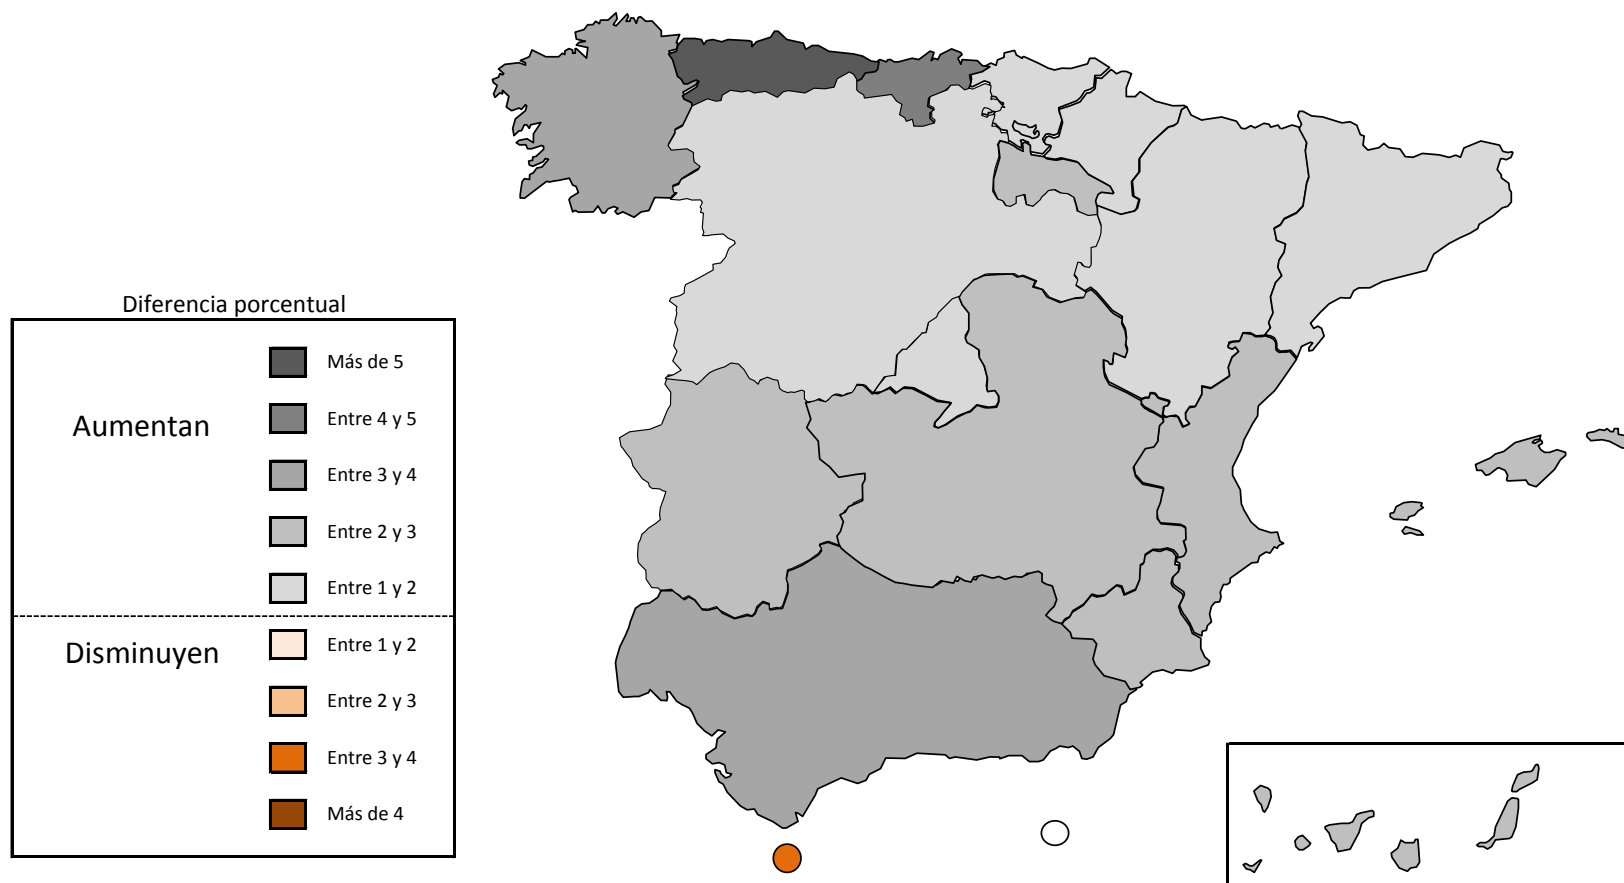 Diferencia porcentual
Más de 5
Aumentan
Entre 4 y 5
Entre 3 y 4
Entre 2 y 3
Entre 1 y 2
Disminuyen
Entre 1 y 2
Entre 2 y 3
Entre 3 y 4
Más de 4